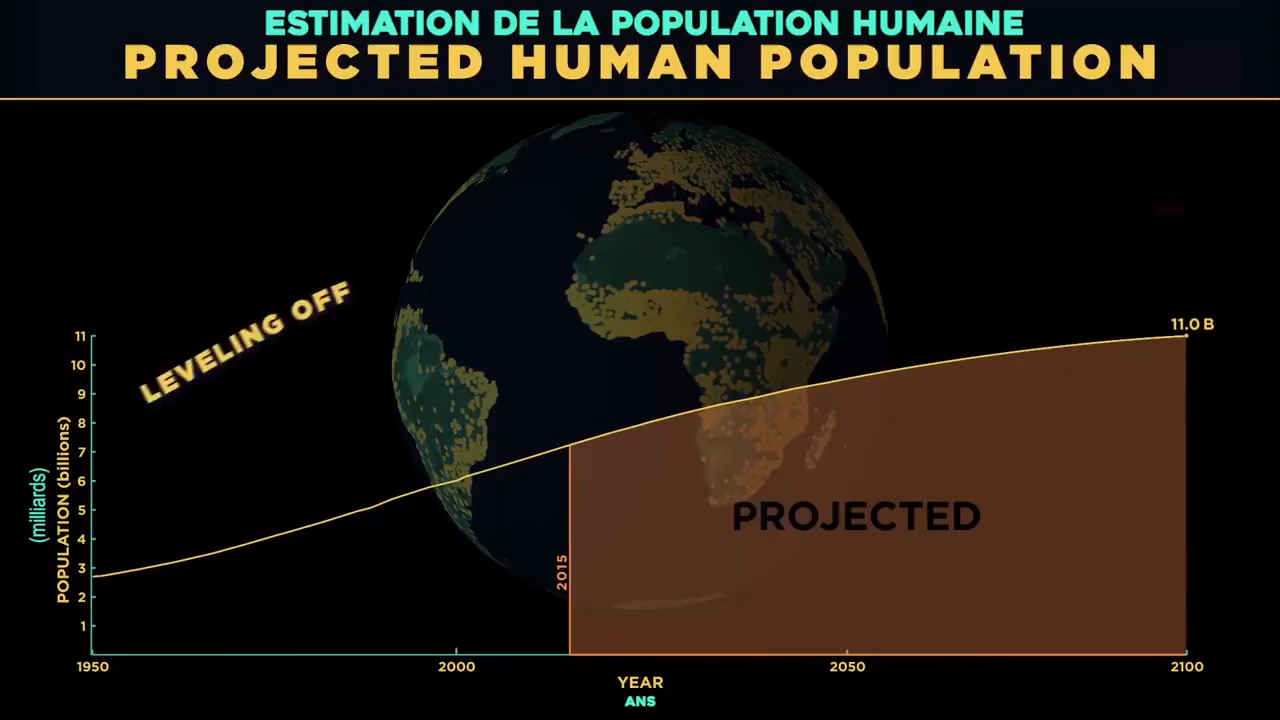 ESTIMATION DE LA POPULATION HUMAINE
PROJECTED HUMAN POPULATION
LEVELING OFF
11.0 B
11
10
9
8
7
6
5
4
3
2
1
(milliards)
POPULATION (billions)
PROJECTED
2015
1950
2000
2050
2100
YEAR
ANS